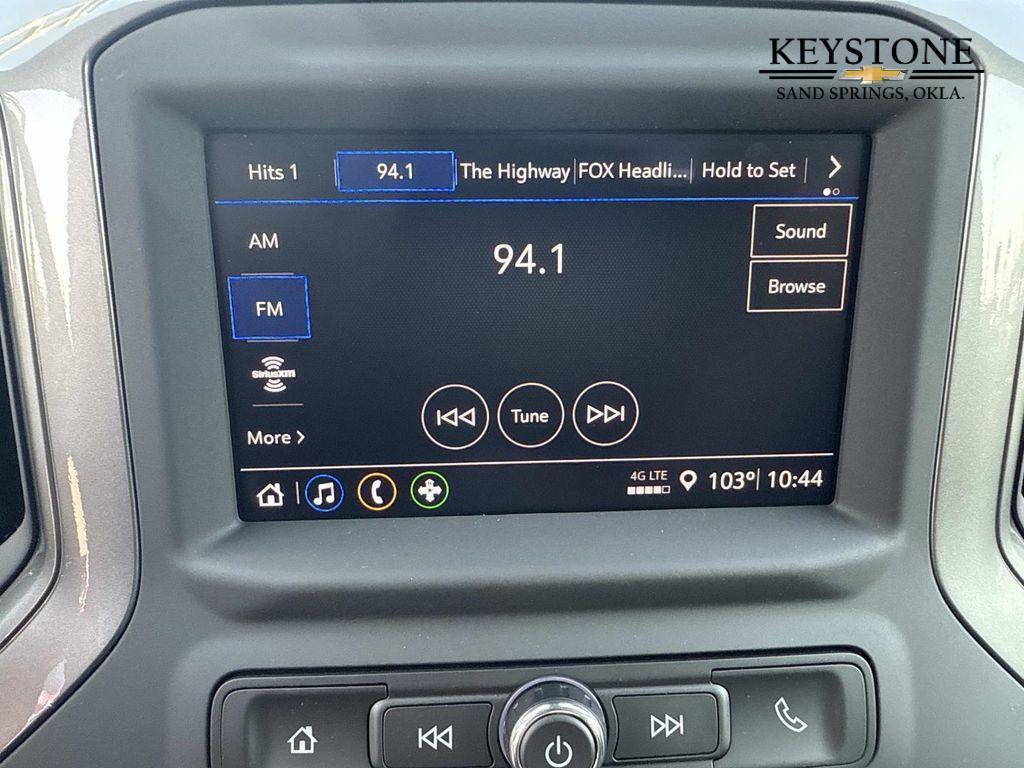 KEYSTONE
SAND SPRINGS, OKLA.
Hits 1 94.1 The Highway FOX Headli... Hold to Set
AM
94.1
Sound
FM
Browse
SiriusXM
Tune
More
4G LTE
103° 10:44